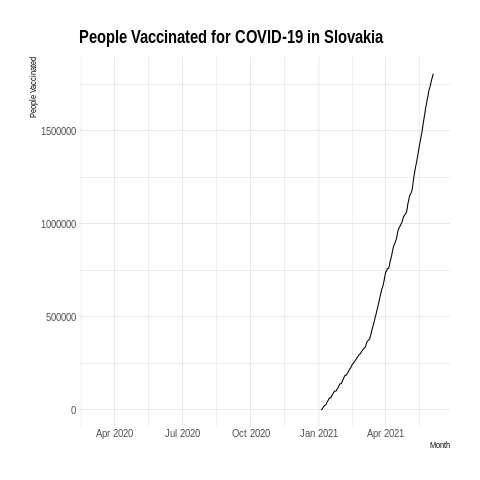 People Vaccinated for COVID-19 in Slovakia
People Vaccinated
1500000
1000000
500000
0
Apr 2020 Jul 2020 Oct 2020 Jan 2021 Apr 2021
Month